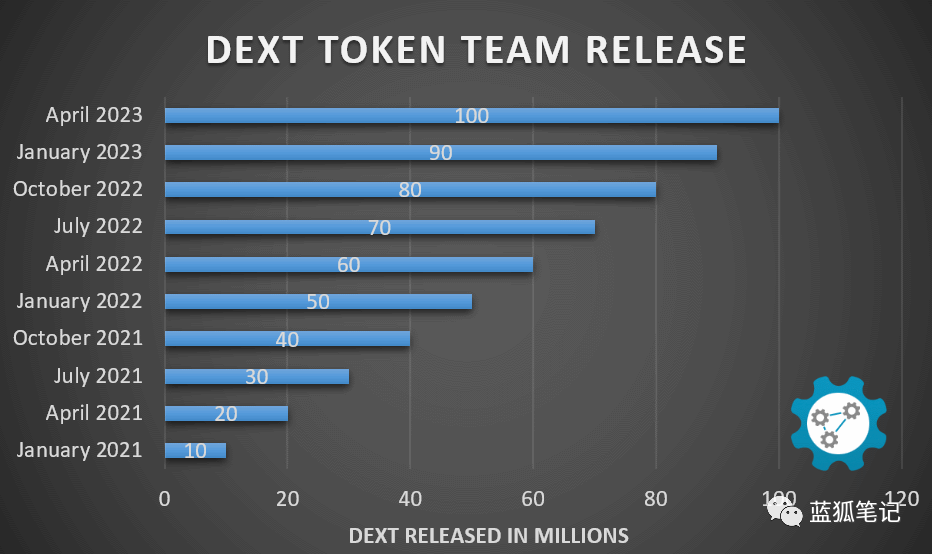 DEXT TOKEN TEAM RELEASE
April 2023 100
January 2023 90
October 2022 80
July 2022 70
April 2022 60
January 2022 50
October 2021 40
July 2021 30
April 2021 20
January 2021 10
0 20 40 60 80 100 120
蓝狐笔记
DEXT RELEASED IN MILLIONS